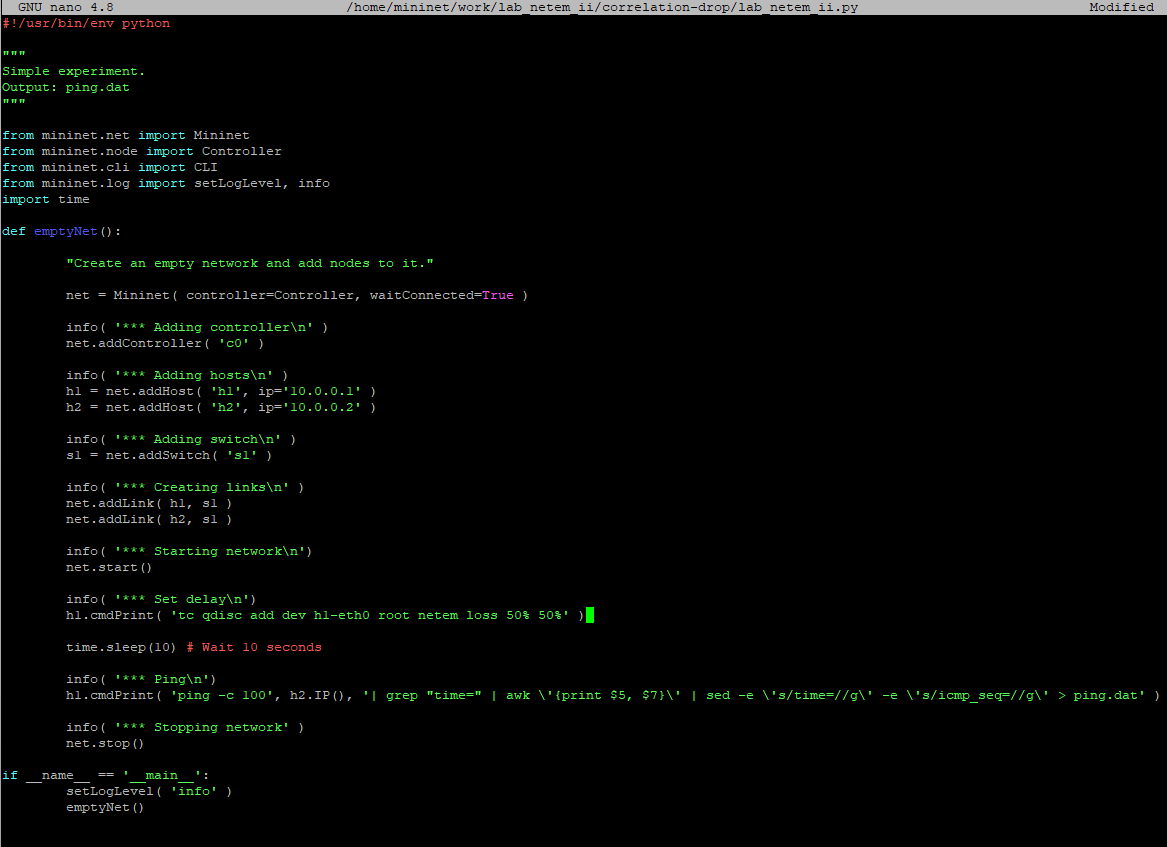 GNU nano 4.8 /home/mininet/work/lab_netem_ii/correlation-drop/lab_netem_ii.py Modified
#!/usr/bin/env python
"""
Simple experiment.
Output: ping.dat
"""
from mininet.net import Mininet
from mininet.node import Controller
from mininet.cli import CLI
from mininet.log import setLogLevel, info
import time
def emptyNet():
"Create an empty network and add nodes to it."
net = Mininet( controller=Controller, waitConnected=True )
info( '*** Adding controller\n' )
net.addController( 'c0' )
info( '*** Adding hosts\n' )
h1 = net.addHost( 'h1', ip='10.0.0.1' )
h2 = net.addHost( 'h2', ip='10.0.0.2' )
info( '*** Adding switch\n' )
s1 = net.addSwitch( 's1' )
info( '*** Creating links\n' )
net.addLink( h1, s1 )
net.addLink( h2, s1 )
info( '*** Starting network\n')
net.start()
info( '*** Set delay\n')
h1.cmdPrint( 'tc qdisc add dev h1-eth0 root netem loss 50% 50%' )
time.sleep(10) # Wait 10 seconds
info( '*** Ping\n')
h1.cmdPrint( 'ping -c 100', h2.IP(), '| grep "time=" | awk \'{print $5, $7}\' | sed -e \'s/time=//g\' -e \'s/icmp_seq=//g\' > ping.dat' )
info( '*** Stopping network' )
net.stop()
if __name__ == '__main__':
setLogLevel( 'info' )
emptyNet()